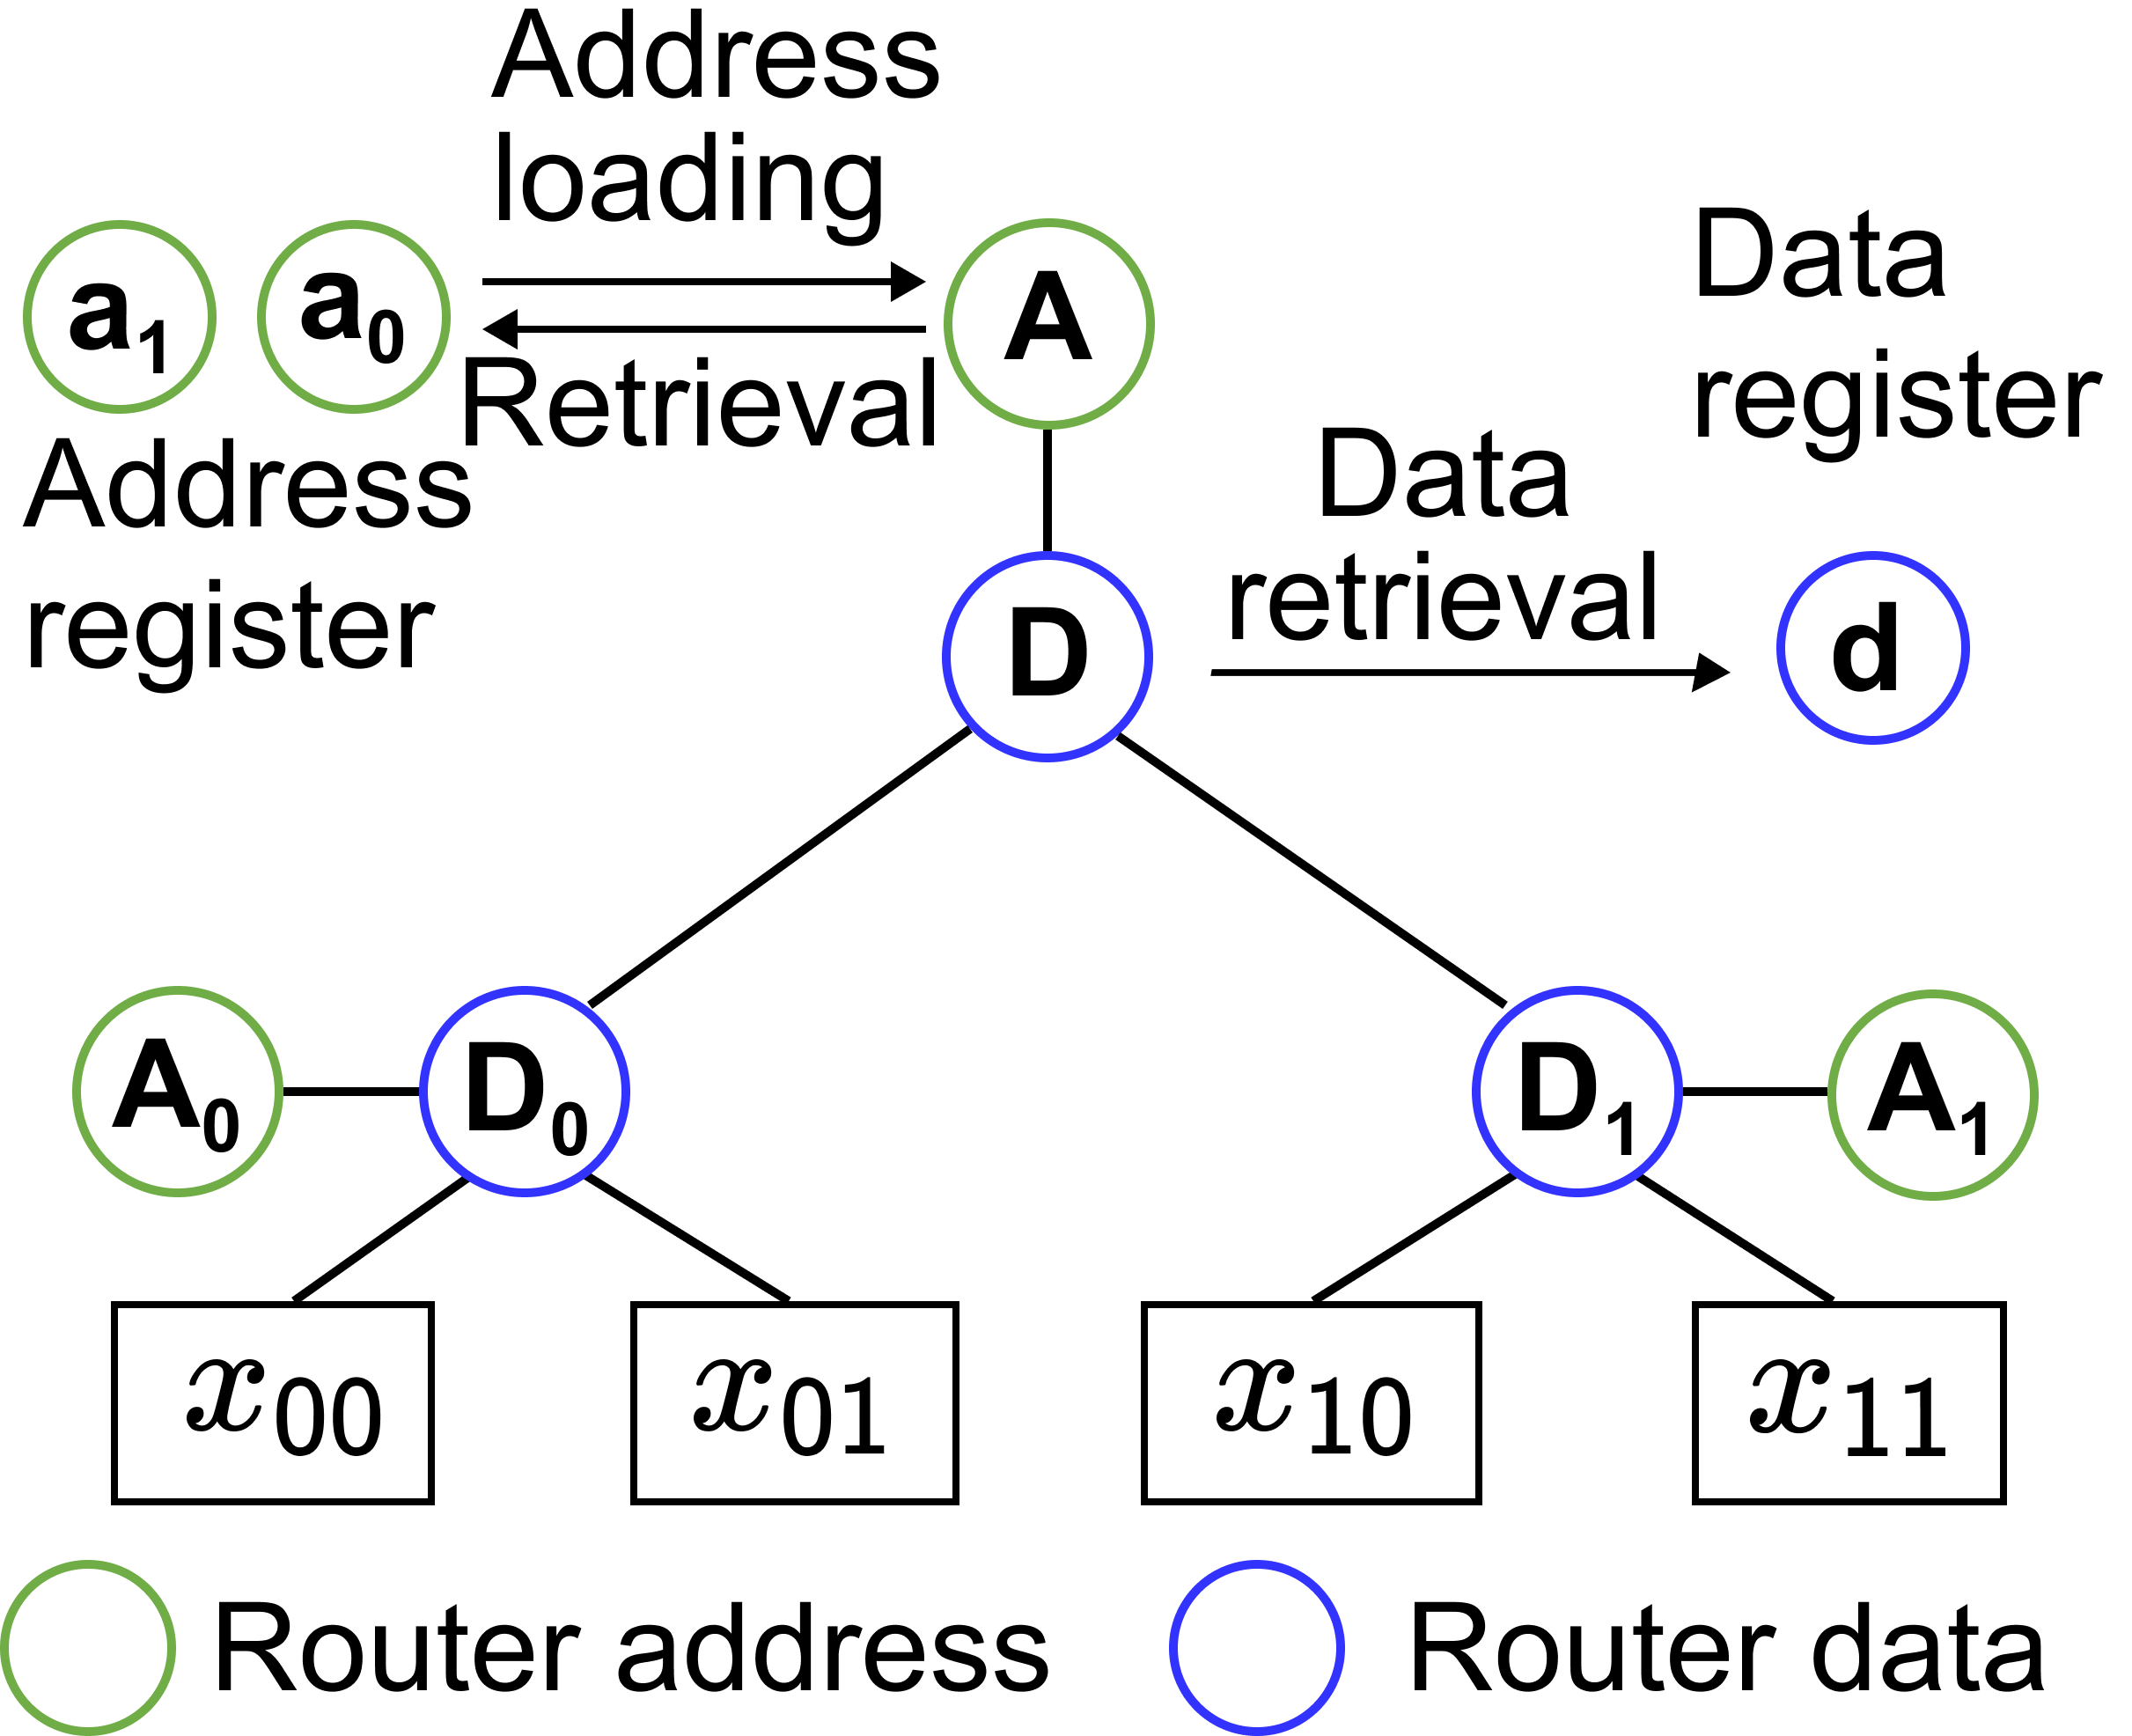 Address
loading
a1 a0
A
Retrieval
Address
register
Data
register
Data
retrieval
D
d
A0 D0
D1 A1
x00 x01 x10 x11
Router address
Router data